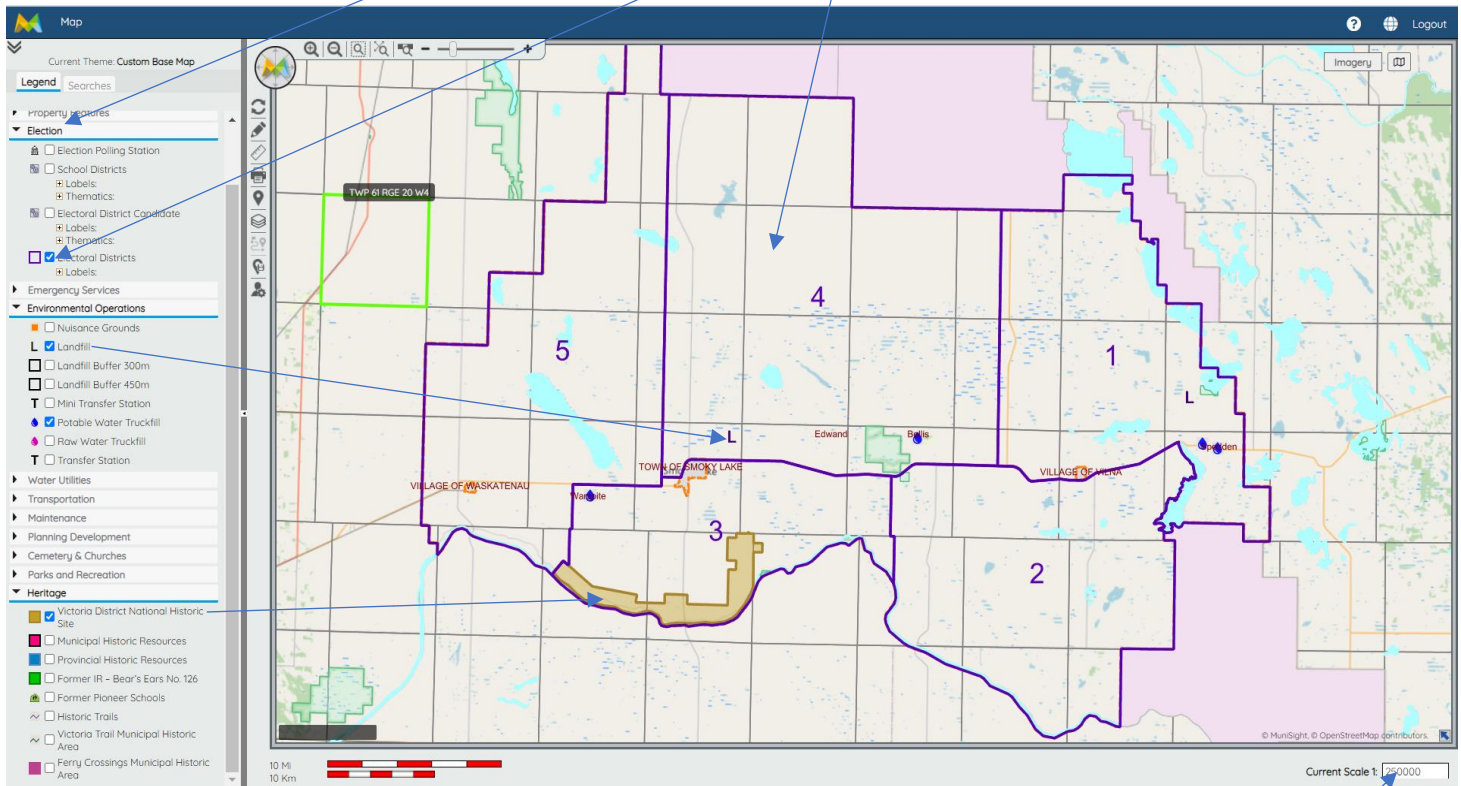 Map
Logout
Current Theme: Custom Base Map
Legend
Searches
Property Features
Election
Election Polling Station
School Districts
Labels:
Thematics:
Electoral District Candidate
Labels:
Thematics:
Electoral Districts
Labels:
Emergency Services
Environmental Operations
Nuisance Grounds
L Landfill
Landfill Buffer 300m
Landfill Buffer 450m
T Mini Transfer Station
Potable Water Truckfill
Raw Water Truckfill
T Transfer Station
Water Utilities
Transportation
Maintenance
Planning Development
Cemetery & Churches
Parks and Recreation
Heritage
Victoria District National Historic
Site
Municipal Historic Resources
Provincial Historic Resources
Former IR – Bear's Ears No. 126
Former Pioneer Schools
Historic Trails
Victoria Trail Municipal Historic
Area
Ferry Crossings Municipal Historic
Area
Imagery
TWP 61 RGE 20 W4
4
5
1
L
L
Edwand
Bellis
Spedden
TOWN OF SMOKY LAKE
VILLAGE OF VILNA
VILLAGE OF WASKATENAU
Warspite
3
2
© MuniSight, © OpenStreetMap contributors.
10 Mi
10 Km
Current Scale 1: 250000